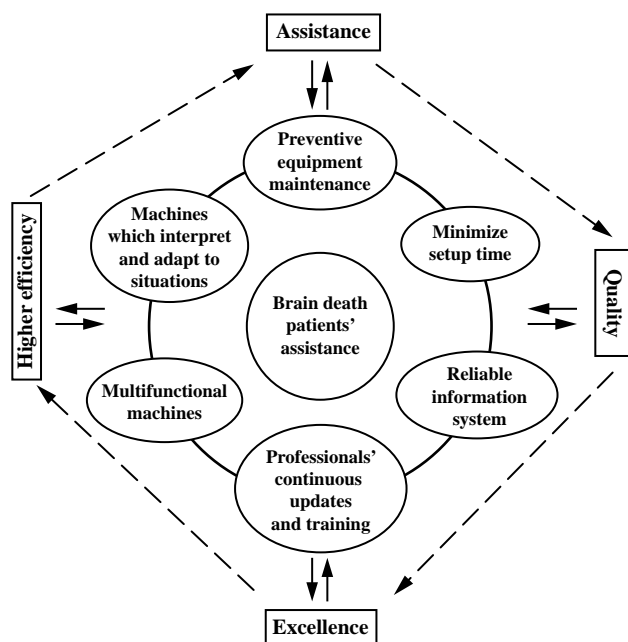 Assistance
Preventive
equipment
maintenance
Machines
which interpret
and adapt to
situations
Minimize
setup time
Higher efficiency
Quality
Brain death
patients’
assistance
Multifunctional
machines
Reliable
information
system
Professionals’
continuous
updates
and training
Excellence